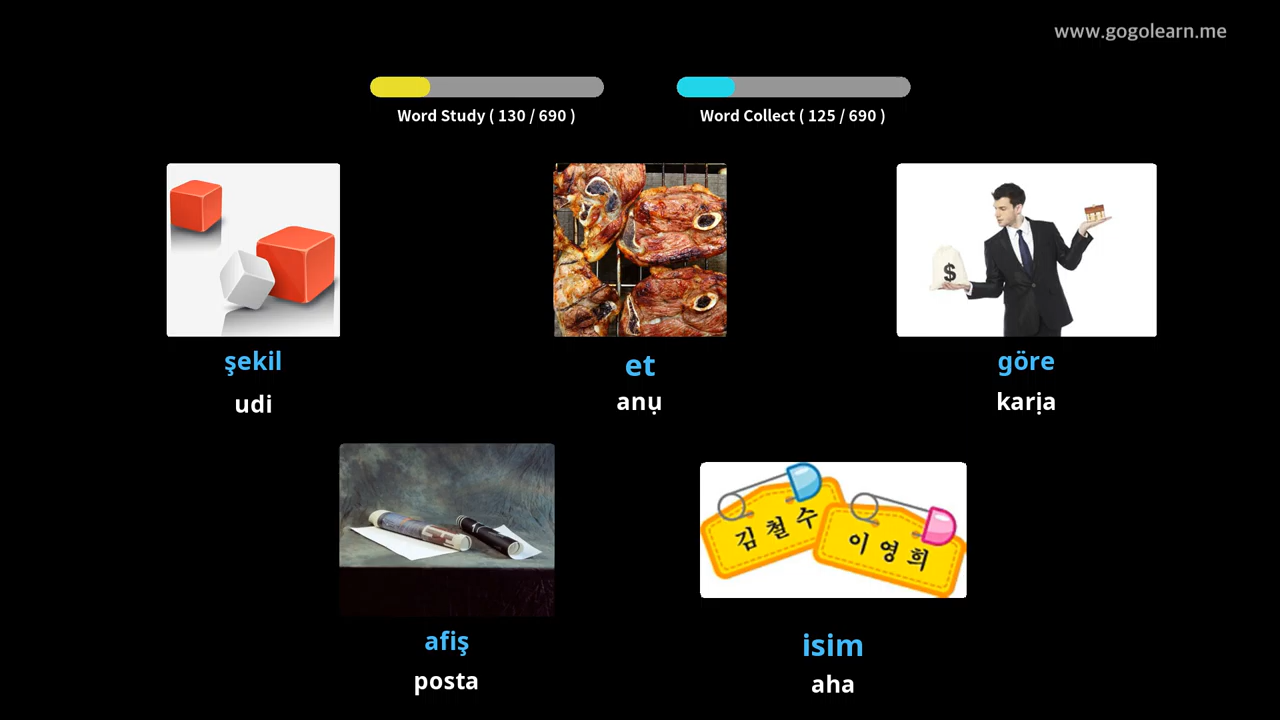 www.gogolearn.me
Word Study ( 130 / 690 )
Word Collect ( 125 / 690 )
$
şekil
udi
et
anụ
göre
karịa
김철수
이영희
afiş
posta
isim
aha